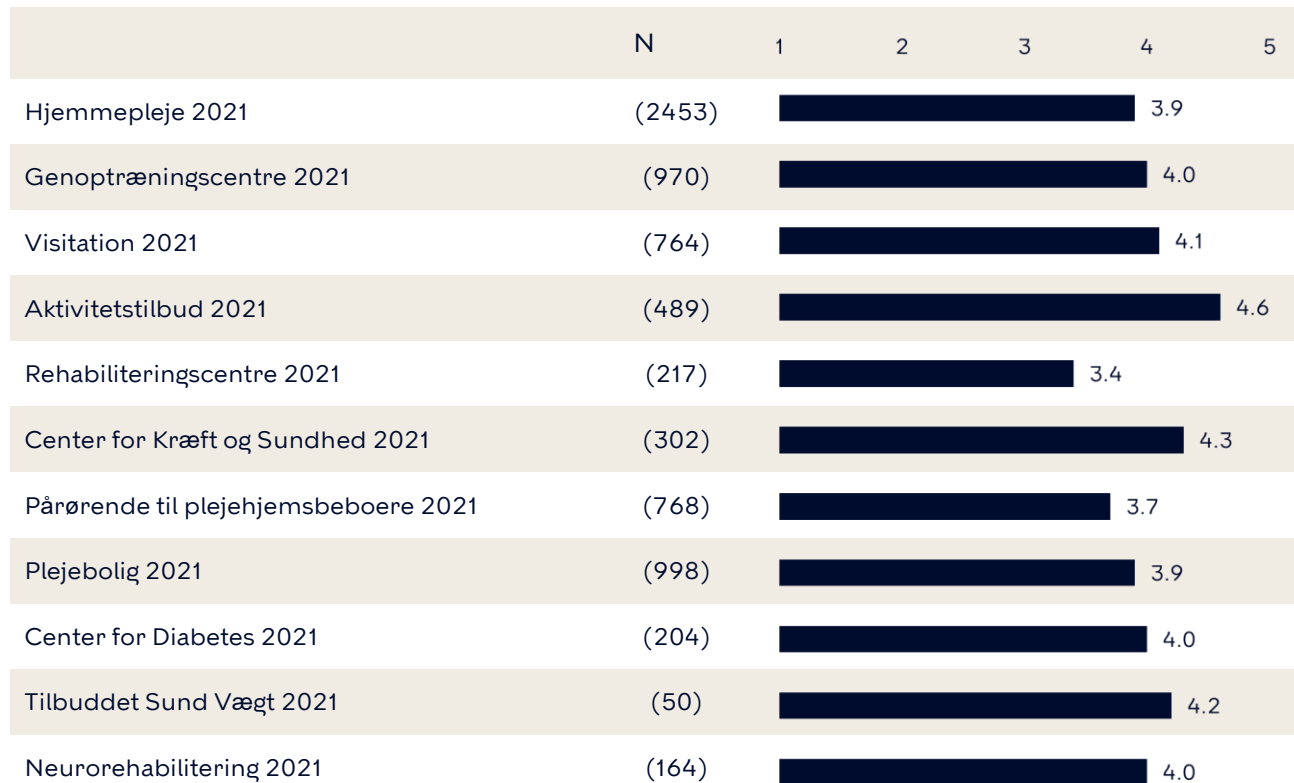 N 1 2 3 4 5
Hjemmepleje 2021 (2453) 3.9
Genoptræningscentre 2021 (970) 4.0
Visitation 2021 (764) 4.1
Aktivitetstilbud 2021 (489) 4.6
Rehabiliteringscentre 2021 (217) 3.4
Center for Kræft og Sundhed 2021 (302) 4.3
Pårørende til plejehjemsbeboere 2021 (768) 3.7
Plejebolig 2021 (998) 3.9
Center for Diabetes 2021 (204) 4.0
Tilbuddet Sund Vægt 2021 (50) 4.2
Neurorehabilitering 2021 (164) 4.0